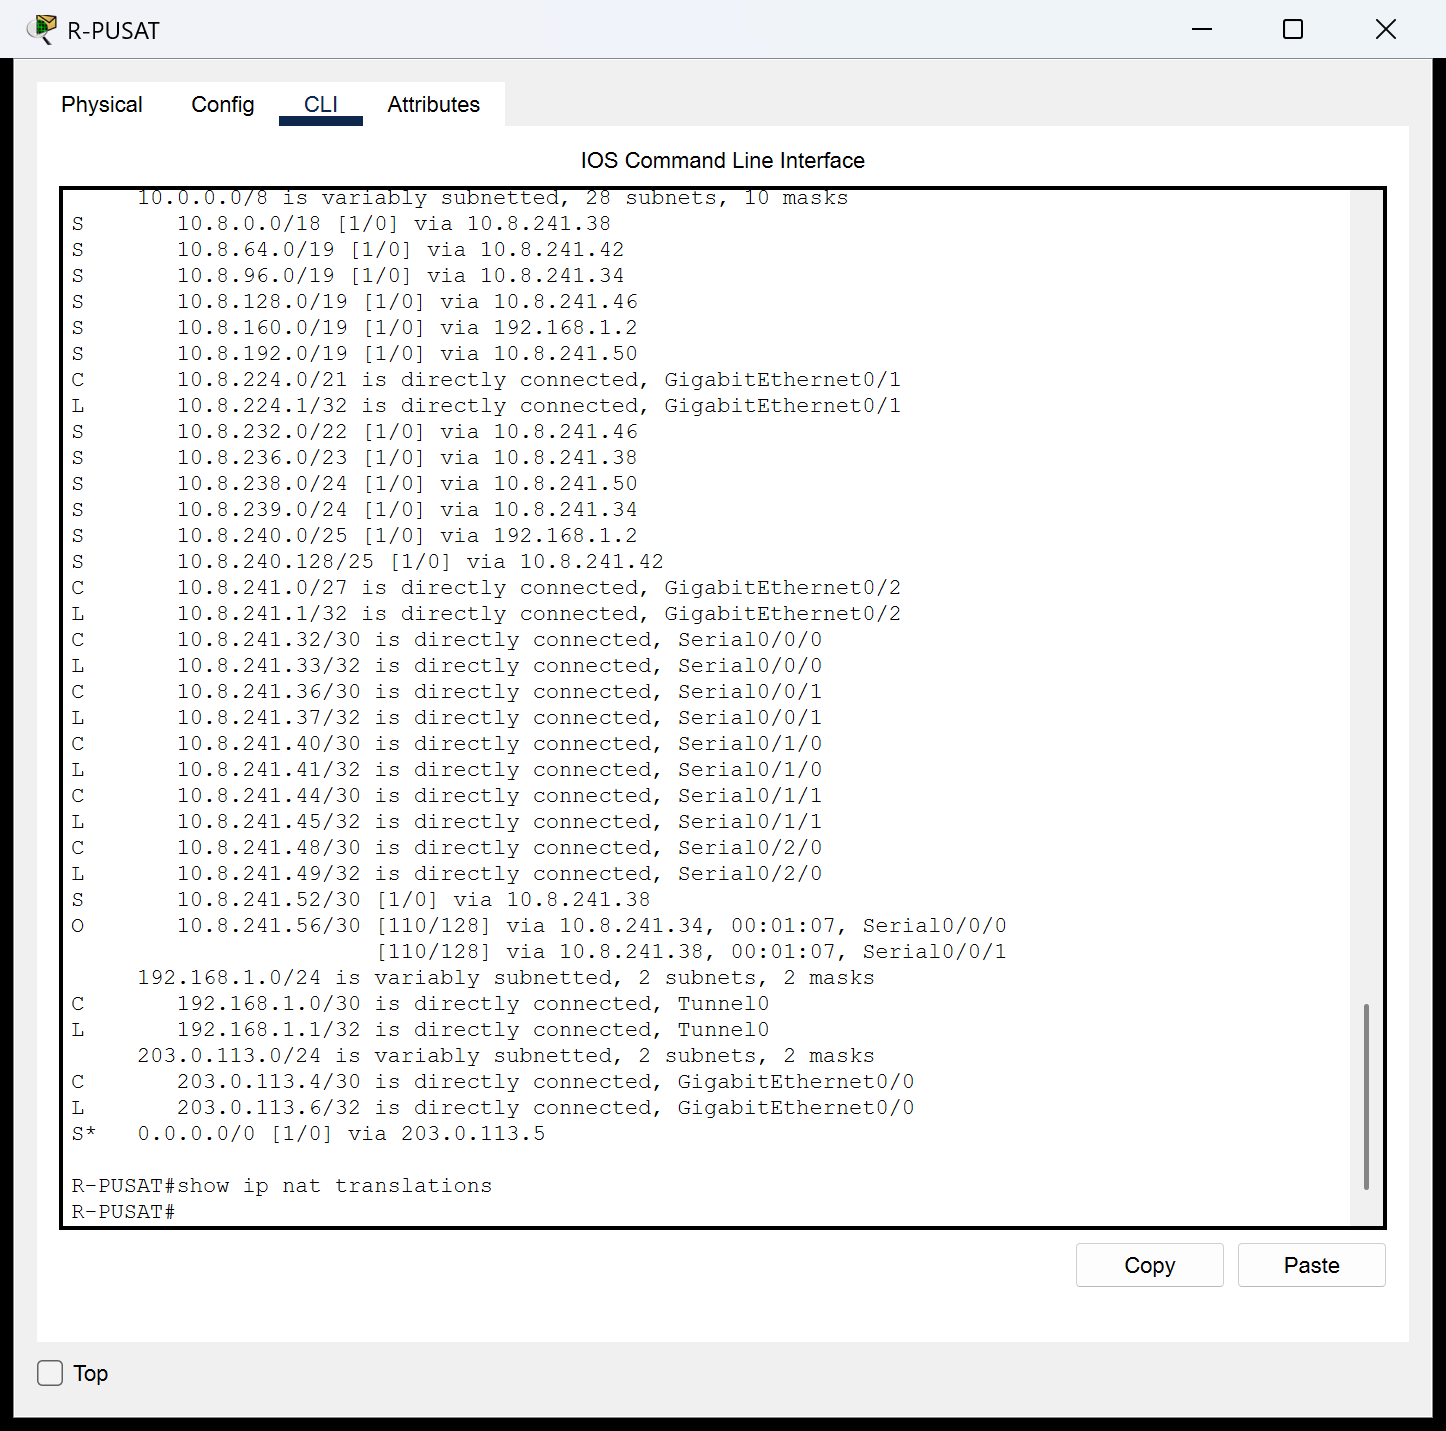 R-PUSAT
Physical Config CLI Attributes
IOS Command Line Interface
10.0.0.0/8 is variably subnetted, 28 subnets, 10 masks
S 10.8.0.0/18 [1/0] via 10.8.241.38
S 10.8.64.0/19 [1/0] via 10.8.241.42
S 10.8.96.0/19 [1/0] via 10.8.241.34
S 10.8.128.0/19 [1/0] via 10.8.241.46
S 10.8.160.0/19 [1/0] via 192.168.1.2
S 10.8.192.0/19 [1/0] via 10.8.241.50
C 10.8.224.0/21 is directly connected, GigabitEthernet0/1
L 10.8.224.1/32 is directly connected, GigabitEthernet0/1
S 10.8.232.0/22 [1/0] via 10.8.241.46
S 10.8.236.0/23 [1/0] via 10.8.241.38
S 10.8.238.0/24 [1/0] via 10.8.241.50
S 10.8.239.0/24 [1/0] via 10.8.241.34
S 10.8.240.0/25 [1/0] via 192.168.1.2
S 10.8.240.128/25 [1/0] via 10.8.241.42
C 10.8.241.0/27 is directly connected, GigabitEthernet0/2
L 10.8.241.1/32 is directly connected, GigabitEthernet0/2
C 10.8.241.32/30 is directly connected, Serial0/0/0
L 10.8.241.33/32 is directly connected, Serial0/0/0
C 10.8.241.36/30 is directly connected, Serial0/0/1
L 10.8.241.37/32 is directly connected, Serial0/0/1
C 10.8.241.40/30 is directly connected, Serial0/1/0
L 10.8.241.41/32 is directly connected, Serial0/1/0
C 10.8.241.44/30 is directly connected, Serial0/1/1
L 10.8.241.45/32 is directly connected, Serial0/1/1
C 10.8.241.48/30 is directly connected, Serial0/2/0
L 10.8.241.49/32 is directly connected, Serial0/2/0
S 10.8.241.52/30 [1/0] via 10.8.241.38
O 10.8.241.56/30 [110/128] via 10.8.241.34, 00:01:07, Serial0/0/0
[110/128] via 10.8.241.38, 00:01:07, Serial0/0/1
192.168.1.0/24 is variably subnetted, 2 subnets, 2 masks
C 192.168.1.0/30 is directly connected, Tunnel0
L 192.168.1.1/32 is directly connected, Tunnel0
203.0.113.0/24 is variably subnetted, 2 subnets, 2 masks
C 203.0.113.4/30 is directly connected, GigabitEthernet0/0
L 203.0.113.6/32 is directly connected, GigabitEthernet0/0
S* 0.0.0.0/0 [1/0] via 203.0.113.5
R-PUSAT#show ip nat translations
R-PUSAT#
Copy Paste
Top